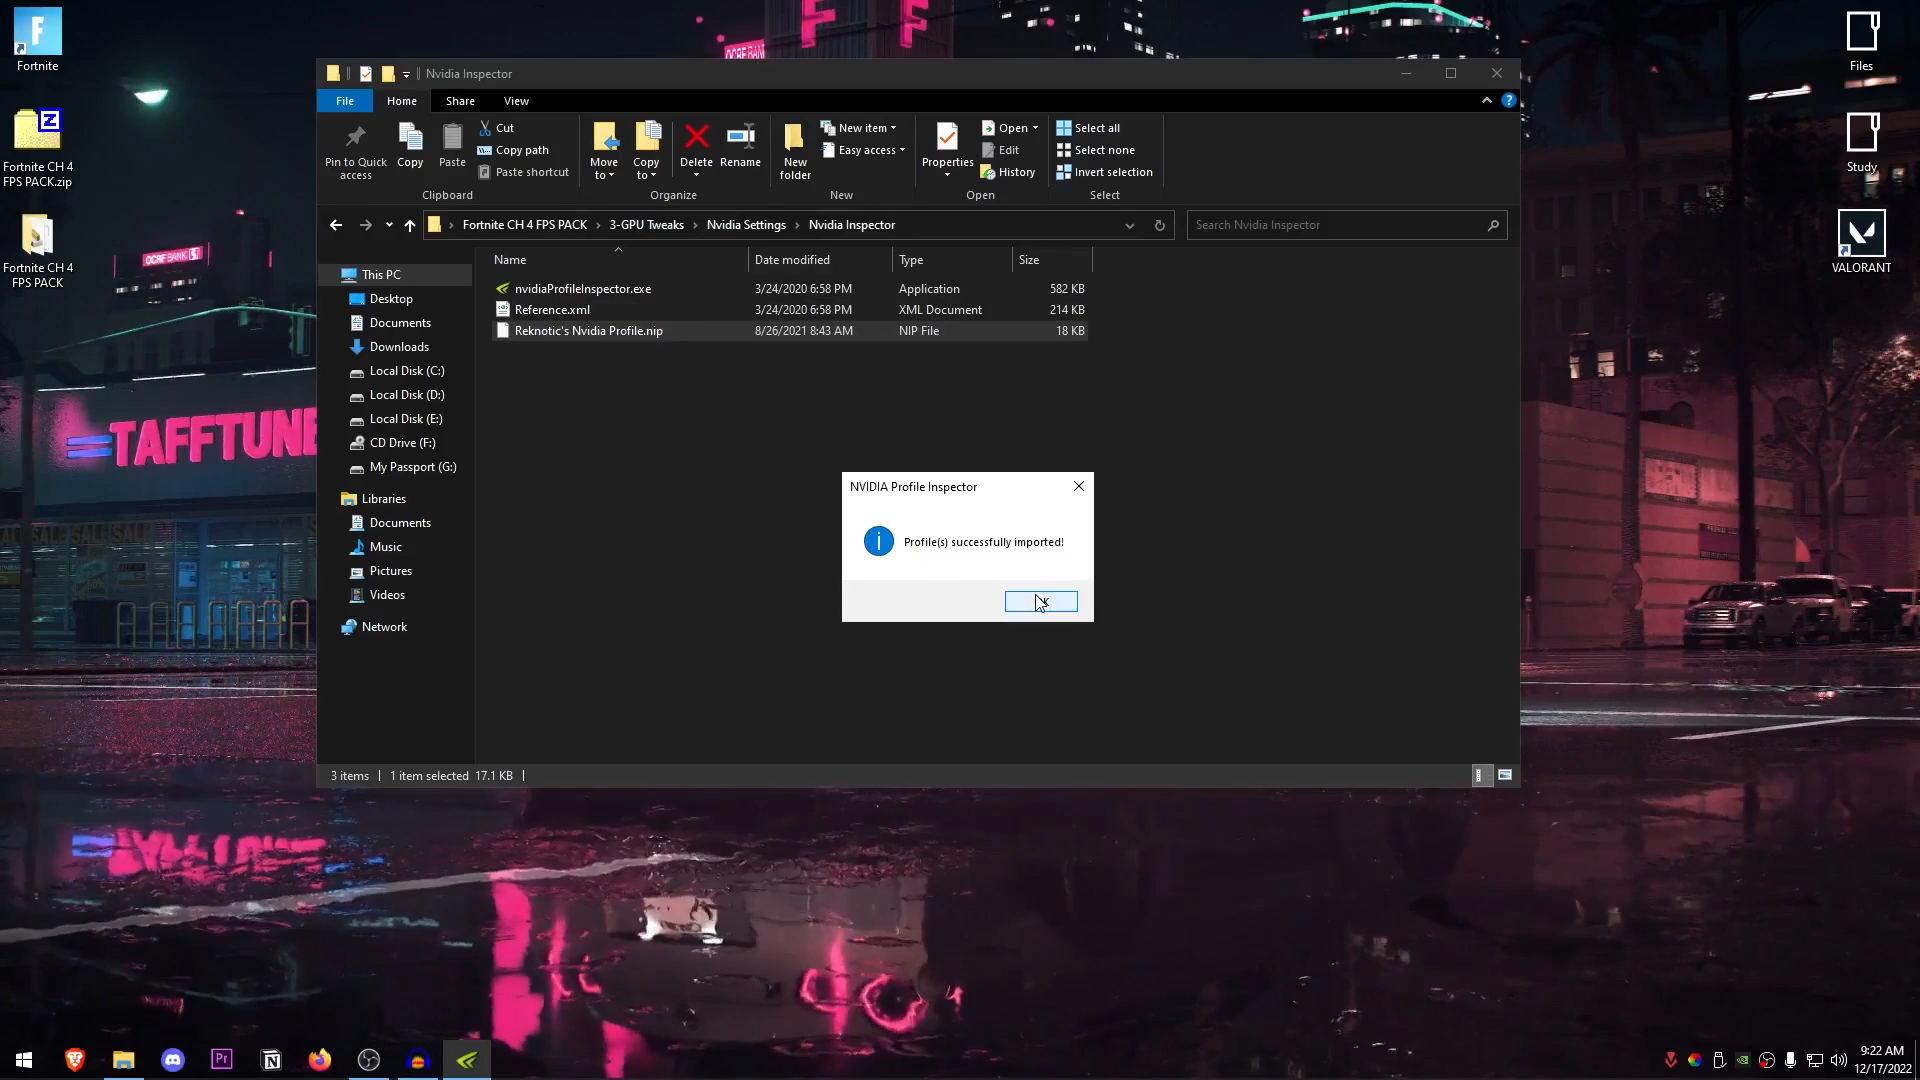 Fortnite
Fortnite CH 4
FPS PACK.zip
Fortnite CH 4
FPS PACK
Files
Study
VALORANT
OCRF BANK
OCRF BANK
TAFFTUNE
SALE SALE SALE
Nvidia Inspector
File
Home
Share
View
Pin to Quick
access
Copy
Paste
Cut
Copy path
Paste shortcut
Clipboard
Move
to
Copy
to
Delete
Rename
Organize
New
folder
New item
Easy access
New
Properties
Open
Edit
History
Open
Select all
Select none
Invert selection
Select
Fortnite CH 4 FPS PACK › 3-GPU Tweaks › Nvidia Settings › Nvidia Inspector
Search Nvidia Inspector
Name Date modified Type Size
nvidiaProfileInspector.exe 3/24/2020 6:58 PM Application 582 KB
Reference.xml 3/24/2020 6:58 PM XML Document 214 KB
Reknotic's Nvidia Profile.nip 8/26/2021 8:43 AM NIP File 18 KB
This PC
Desktop
Documents
Downloads
Local Disk (C:)
Local Disk (D:)
Local Disk (E:)
CD Drive (F:)
My Passport (G:)
Libraries
Documents
Music
Pictures
Videos
Network
NVIDIA Profile Inspector
Profile(s) successfully imported!
3 items
1 item selected 17.1 KB
Pr
9:22 AM
12/17/2022